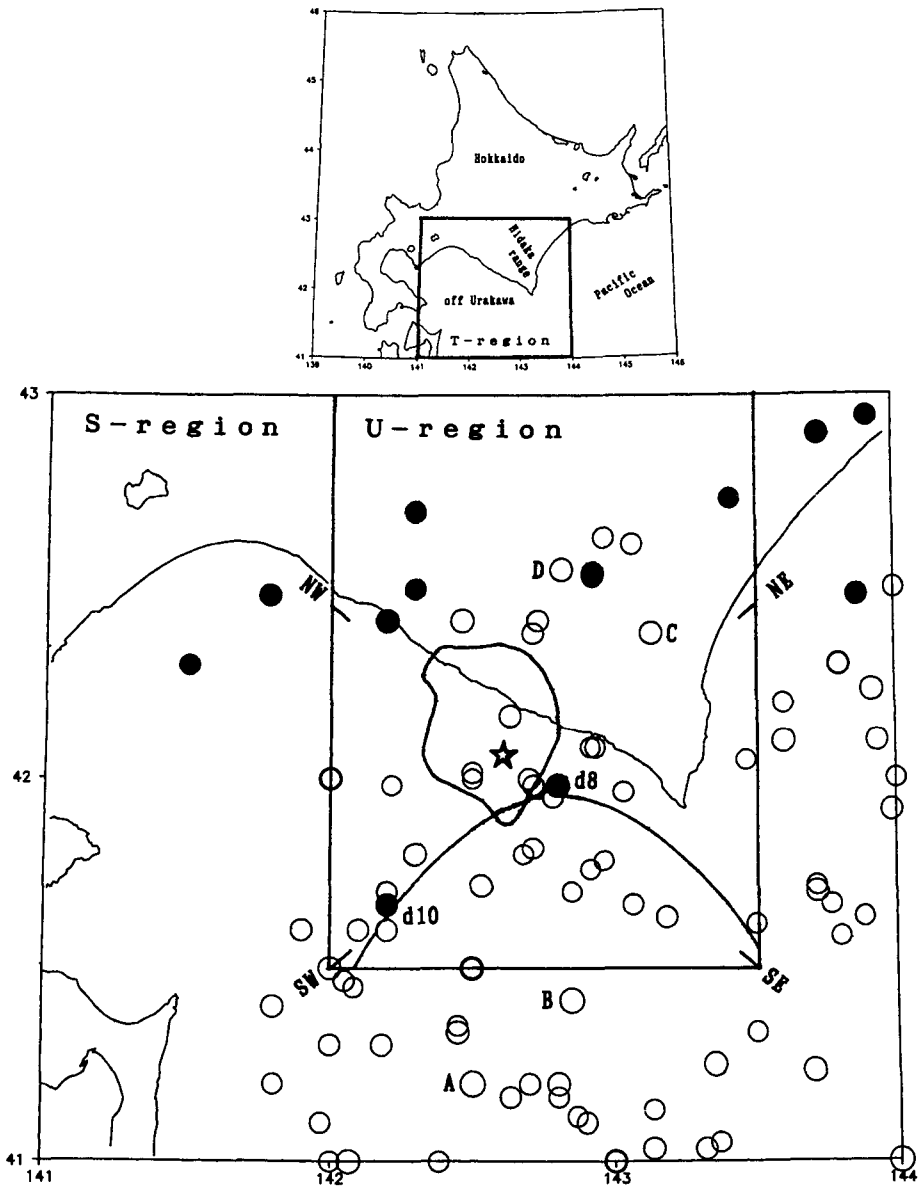 46
45
44
43
42
41
Hokkaido
Hidaka
range
off Urakawa
Pacific
Ocean
T-region
139 140 141 142 143 144 145 146
43
42
41
S-region
U-region
D
NW
NE
C
d8
d10
SW
SE
B
A
141 142 143 144